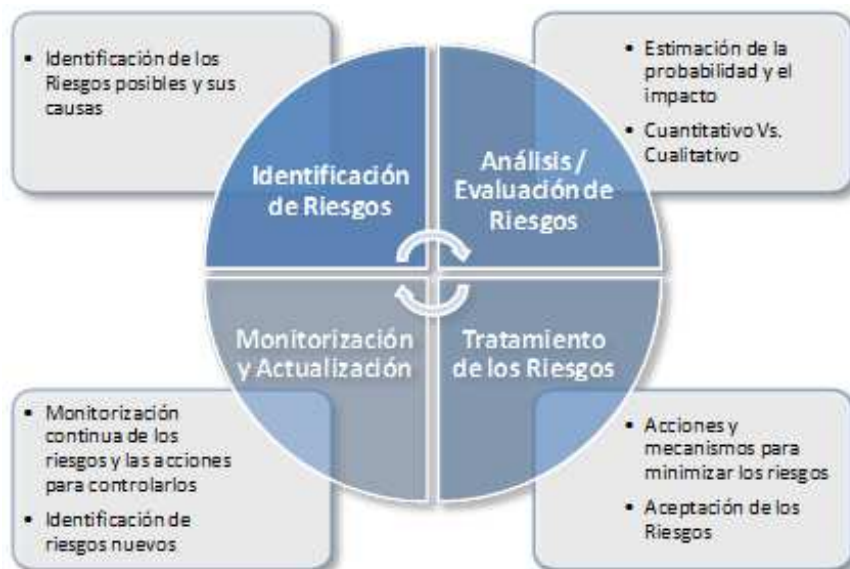 • Identificación de los
Riesgos posibles y sus
causas
• Estimación de la
probabilidad y el
impacto
• Cuantitativo Vs.
Cualitativo
Identificación
de Riesgos
Análisis /
Evaluación de
Riesgos
Monitorización
y Actualización
Tratamiento
de los Riesgos
• Monitorización
continua de los
riesgos y las acciones
para controlarlos
• Identificación de
riesgos nuevos
• Acciones y
mecanismos para
minimizar los riesgos
• Aceptación de los
Riesgos